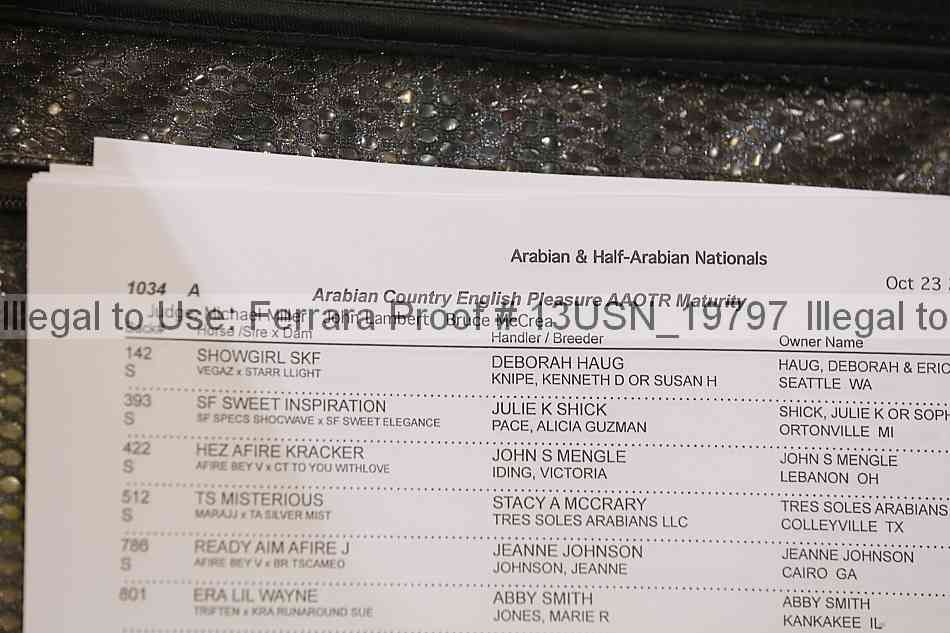 Arabian & Half-Arabian Nationals
Oct 23
1034 A Arabian Country English Pleasure AAOTR Maturity
Illegal to Use, Ferrara Proof # 13USN_19797 Illegal to
Judge Michael Miller John Lambert Bruce McCrea
Horse /Sire x Dam Handler / Breeder Owner Name
142 SHOWGIRL SKF DEBORAH HAUG HAUG, DEBORAH & ERIC
S VEGAZ x STARR LLIGHT KNIPE, KENNETH D OR SUSAN H SEATTLE WA
393 SF SWEET INSPIRATION JULIE K SHICK SHICK, JULIE K OR SOPH
S SF SPECS SHOCWAVE x SF SWEET ELEGANCE PACE, ALICIA GUZMAN ORTONVILLE MI
422 HEZ AFIRE KRACKER JOHN S MENGLE JOHN S MENGLE
S AFIRE BEY V x CT TO YOU WITHLOVE IDING, VICTORIA LEBANON OH
512 TS MISTERIOUS STACY A MCCRARY TRES SOLES ARABIANS
S MARAJJ x TA SILVER MIST TRES SOLES ARABIANS LLC COLLEYVILLE TX
786 READY AIM AFIRE J JEANNE JOHNSON JEANNE JOHNSON
S AFIRE BEY V x BR TSCAMEO JOHNSON, JEANNE CAIRO GA
801 ERA LIL WAYNE ABBY SMITH ABBY SMITH
TRIFTEN x KRA RUNAROUND SUE JONES, MARIE R KANKAKEE IL